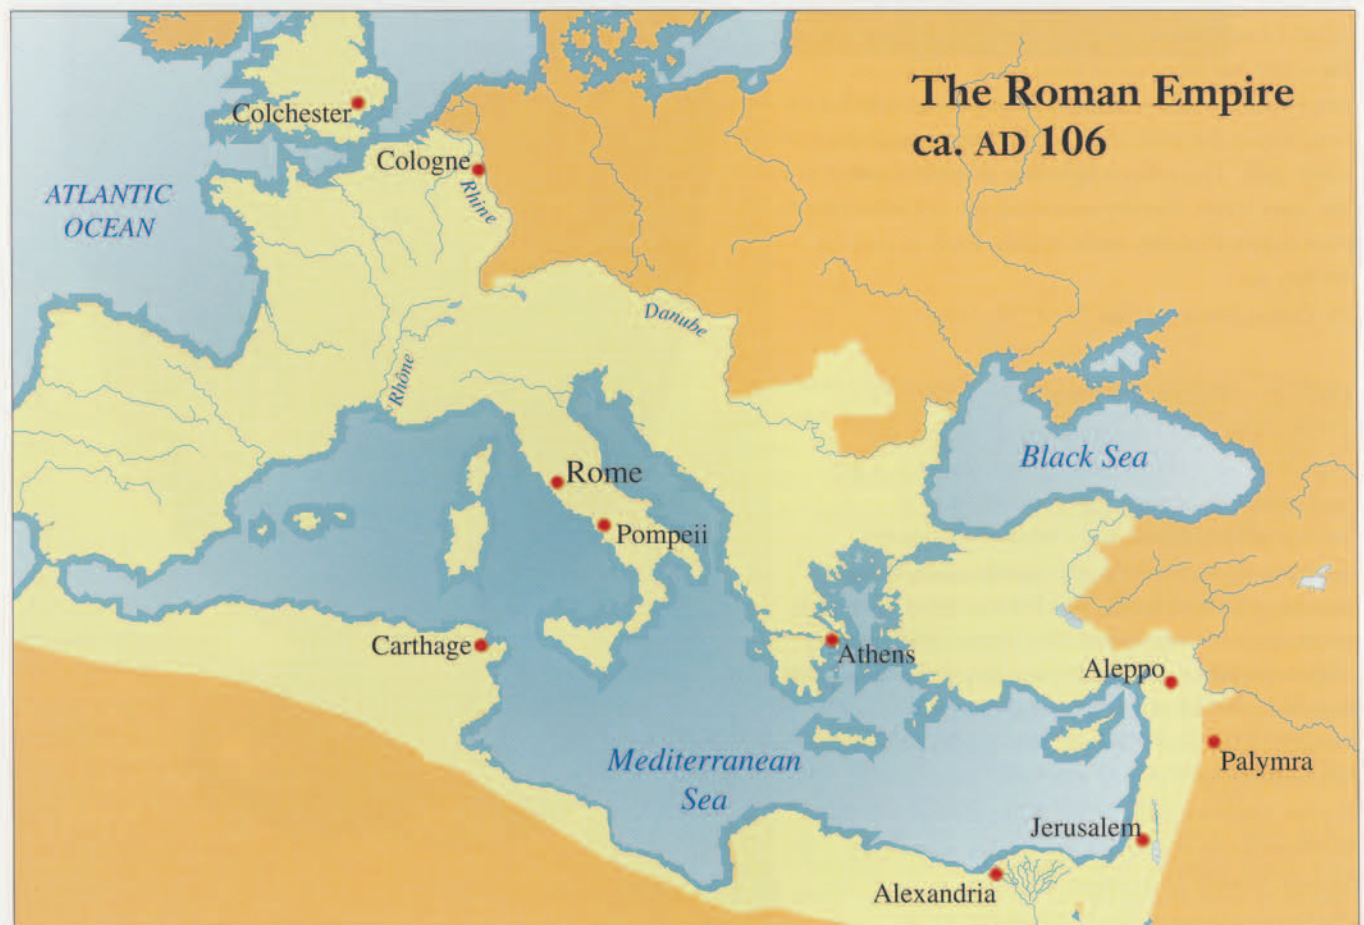 The Roman Empire
ca. AD 106
Colchester
Cologne
Rhine
ATLANTIC
OCEAN
Danube
Rhône
Black Sea
Rome
Pompeii
Carthage
Athens
Aleppo
Mediterranean
Sea
Palymra
Jerusalem
Alexandria